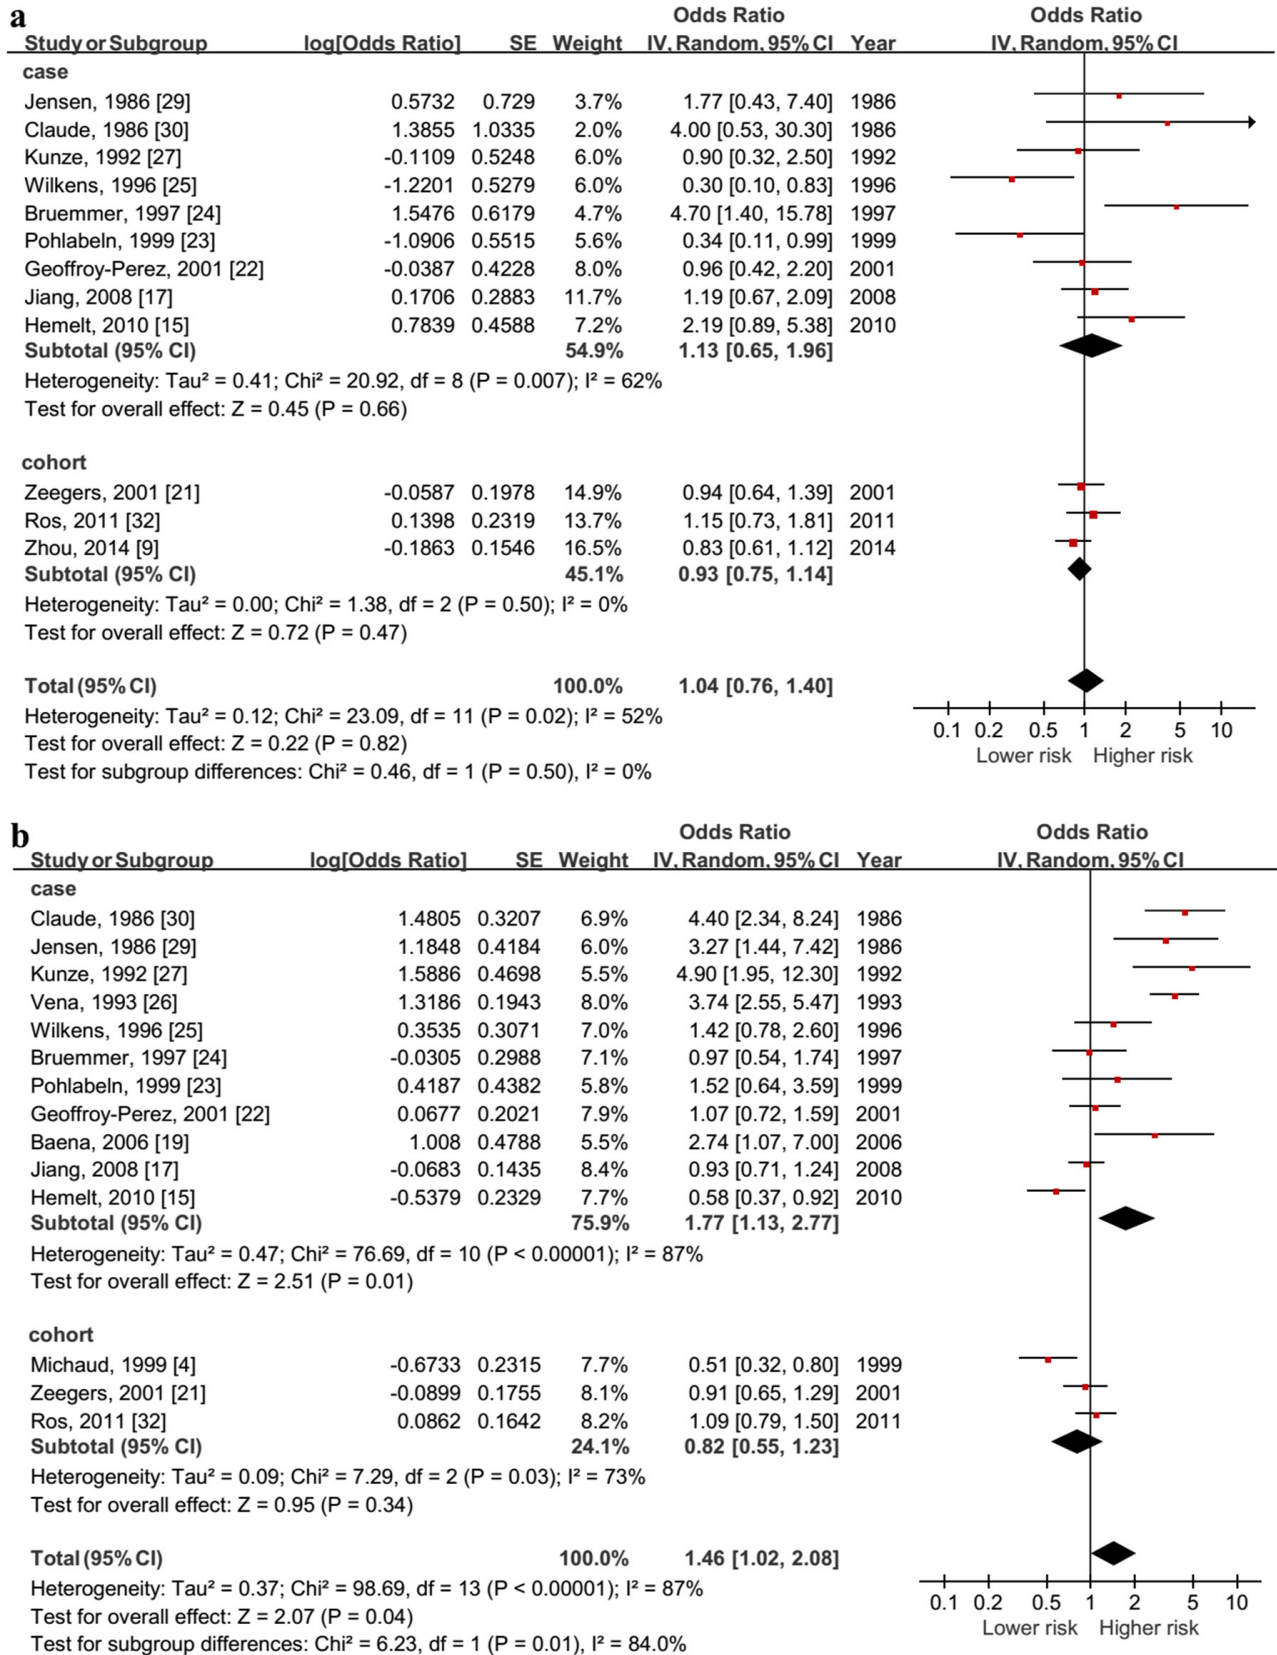 a
Odds Ratio Odds Ratio
Study or Subgroup log[Odds Ratio] SE Weight IV, Random, 95% CI Year IV, Random, 95% CI
case
Jensen, 1986 [29] 0.5732 0.729 3.7% 1.77 [0.43, 7.40] 1986
Claude, 1986 [30] 1.3855 1.0335 2.0% 4.00 [0.53, 30.30] 1986
Kunze, 1992 [27] -0.1109 0.5248 6.0% 0.90 [0.32, 2.50] 1992
Wilkens, 1996 [25] -1.2201 0.5279 6.0% 0.30 [0.10, 0.83] 1996
Bruemmer, 1997 [24] 1.5476 0.6179 4.7% 4.70 [1.40, 15.78] 1997
Pohlabeln, 1999 [23] -1.0906 0.5515 5.6% 0.34 [0.11, 0.99] 1999
Geoffroy-Perez, 2001 [22] -0.0387 0.4228 8.0% 0.96 [0.42, 2.20] 2001
Jiang, 2008 [17] 0.1706 0.2883 11.7% 1.19 [0.67, 2.09] 2008
Hemelt, 2010 [15] 0.7839 0.4588 7.2% 2.19 [0.89, 5.38] 2010
Subtotal (95% CI) 54.9% 1.13 [0.65, 1.96]
Heterogeneity: Tau² = 0.41; Chi² = 20.92, df = 8 (P = 0.007); I² = 62%
Test for overall effect: Z = 0.45 (P = 0.66)
cohort
Zeegers, 2001 [21] -0.0587 0.1978 14.9% 0.94 [0.64, 1.39] 2001
Ros, 2011 [32] 0.1398 0.2319 13.7% 1.15 [0.73, 1.81] 2011
Zhou, 2014 [9] -0.1863 0.1546 16.5% 0.83 [0.61, 1.12] 2014
Subtotal (95% CI) 45.1% 0.93 [0.75, 1.14]
Heterogeneity: Tau² = 0.00; Chi² = 1.38, df = 2 (P = 0.50); I² = 0%
Test for overall effect: Z = 0.72 (P = 0.47)
Total (95% CI) 100.0% 1.04 [0.76, 1.40]
Heterogeneity: Tau² = 0.12; Chi² = 23.09, df = 11 (P = 0.02); I² = 52%
Test for overall effect: Z = 0.22 (P = 0.82)
Test for subgroup differences: Chi² = 0.46, df = 1 (P = 0.50), I² = 0%
0.1 0.2 0.5 1 2 5 10
Lower risk Higher risk
b
Odds Ratio Odds Ratio
Study or Subgroup log[Odds Ratio] SE Weight IV, Random, 95% CI Year IV, Random, 95% CI
case
Claude, 1986 [30] 1.4805 0.3207 6.9% 4.40 [2.34, 8.24] 1986
Jensen, 1986 [29] 1.1848 0.4184 6.0% 3.27 [1.44, 7.42] 1986
Kunze, 1992 [27] 1.5886 0.4698 5.5% 4.90 [1.95, 12.30] 1992
Vena, 1993 [26] 1.3186 0.1943 8.0% 3.74 [2.55, 5.47] 1993
Wilkens, 1996 [25] 0.3535 0.3071 7.0% 1.42 [0.78, 2.60] 1996
Bruemmer, 1997 [24] -0.0305 0.2988 7.1% 0.97 [0.54, 1.74] 1997
Pohlabeln, 1999 [23] 0.4187 0.4382 5.8% 1.52 [0.64, 3.59] 1999
Geoffroy-Perez, 2001 [22] 0.0677 0.2021 7.9% 1.07 [0.72, 1.59] 2001
Baena, 2006 [19] 1.008 0.4788 5.5% 2.74 [1.07, 7.00] 2006
Jiang, 2008 [17] -0.0683 0.1435 8.4% 0.93 [0.71, 1.24] 2008
Hemelt, 2010 [15] -0.5379 0.2329 7.7% 0.58 [0.37, 0.92] 2010
Subtotal (95% CI) 75.9% 1.77 [1.13, 2.77]
Heterogeneity: Tau² = 0.47; Chi² = 76.69, df = 10 (P < 0.00001); I² = 87%
Test for overall effect: Z = 2.51 (P = 0.01)
cohort
Michaud, 1999 [4] -0.6733 0.2315 7.7% 0.51 [0.32, 0.80] 1999
Zeegers, 2001 [21] -0.0899 0.1755 8.1% 0.91 [0.65, 1.29] 2001
Ros, 2011 [32] 0.0862 0.1642 8.2% 1.09 [0.79, 1.50] 2011
Subtotal (95% CI) 24.1% 0.82 [0.55, 1.23]
Heterogeneity: Tau² = 0.09; Chi² = 7.29, df = 2 (P = 0.03); I² = 73%
Test for overall effect: Z = 0.95 (P = 0.34)
Total (95% CI) 100.0% 1.46 [1.02, 2.08]
Heterogeneity: Tau² = 0.37; Chi² = 98.69, df = 13 (P < 0.00001); I² = 87%
Test for overall effect: Z = 2.07 (P = 0.04)
Test for subgroup differences: Chi² = 6.23, df = 1 (P = 0.01), I² = 84.0%
0.1 0.2 0.5 1 2 5 10
Lower risk Higher risk